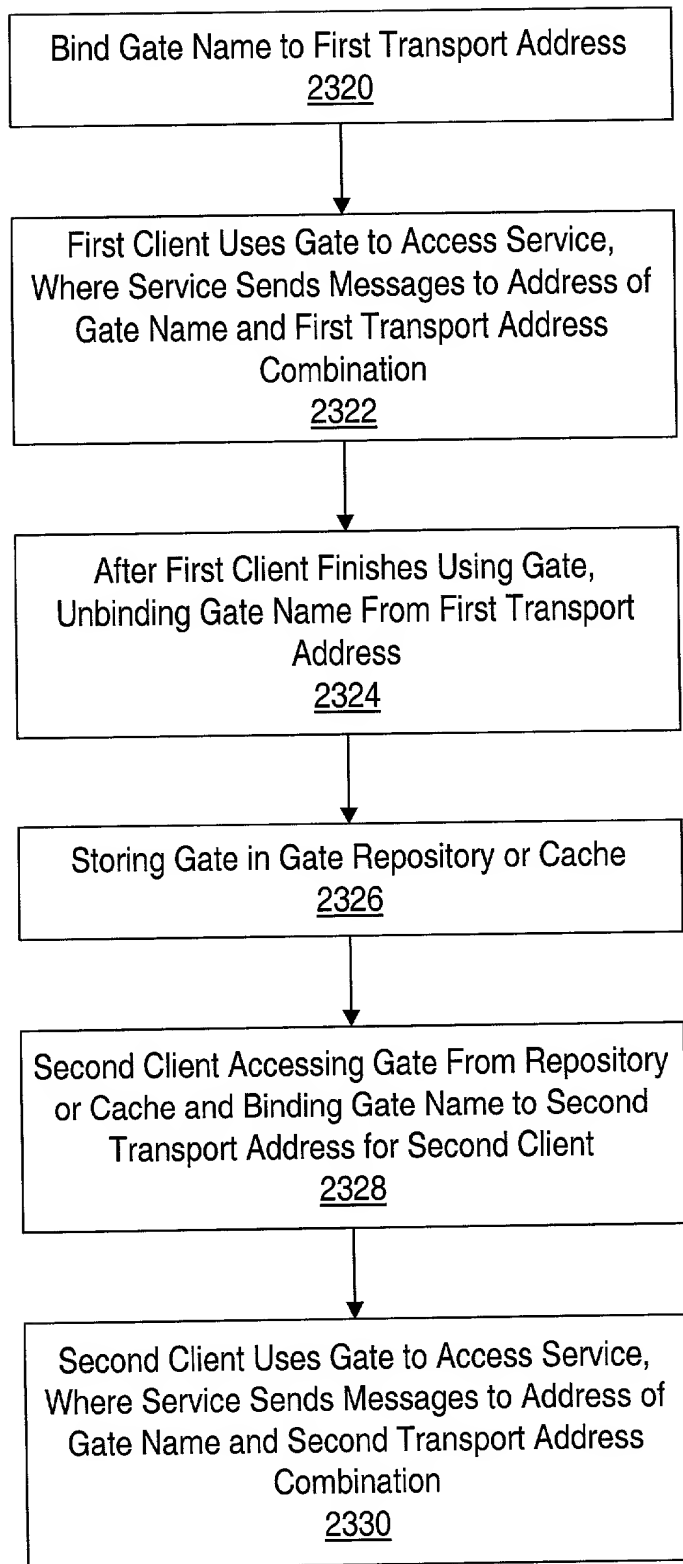 Bind Gate Name to First Transport Address
2320
First Client Uses Gate to Access Service,
Where Service Sends Messages to Address of
Gate Name and First Transport Address
Combination
2322
After First Client Finishes Using Gate,
Unbinding Gate Name From First Transport
Address
2324
Storing Gate in Gate Repository or Cache
2326
Second Client Accessing Gate From Repository
or Cache and Binding Gate Name to Second
Transport Address for Second Client
2328
Second Client Uses Gate to Access Service,
Where Service Sends Messages to Address of
Gate Name and Second Transport Address
Combination
2330